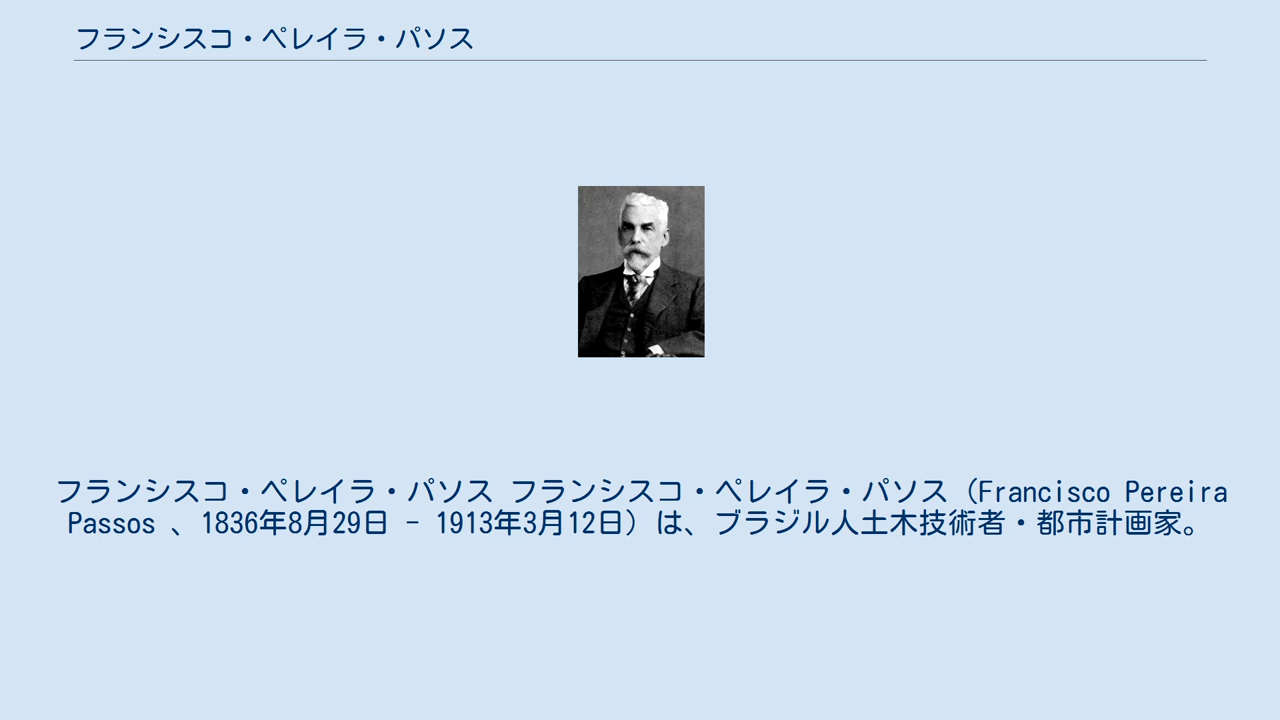 フランシスコ・ペレイラ・パソス
フランシスコ・ペレイラ・パソス フランシスコ・ペレイラ・パソス（Francisco Pereira
Passos 、1836年8月29日 - 1913年3月12日）は、ブラジル人土木技術者・都市計画家。